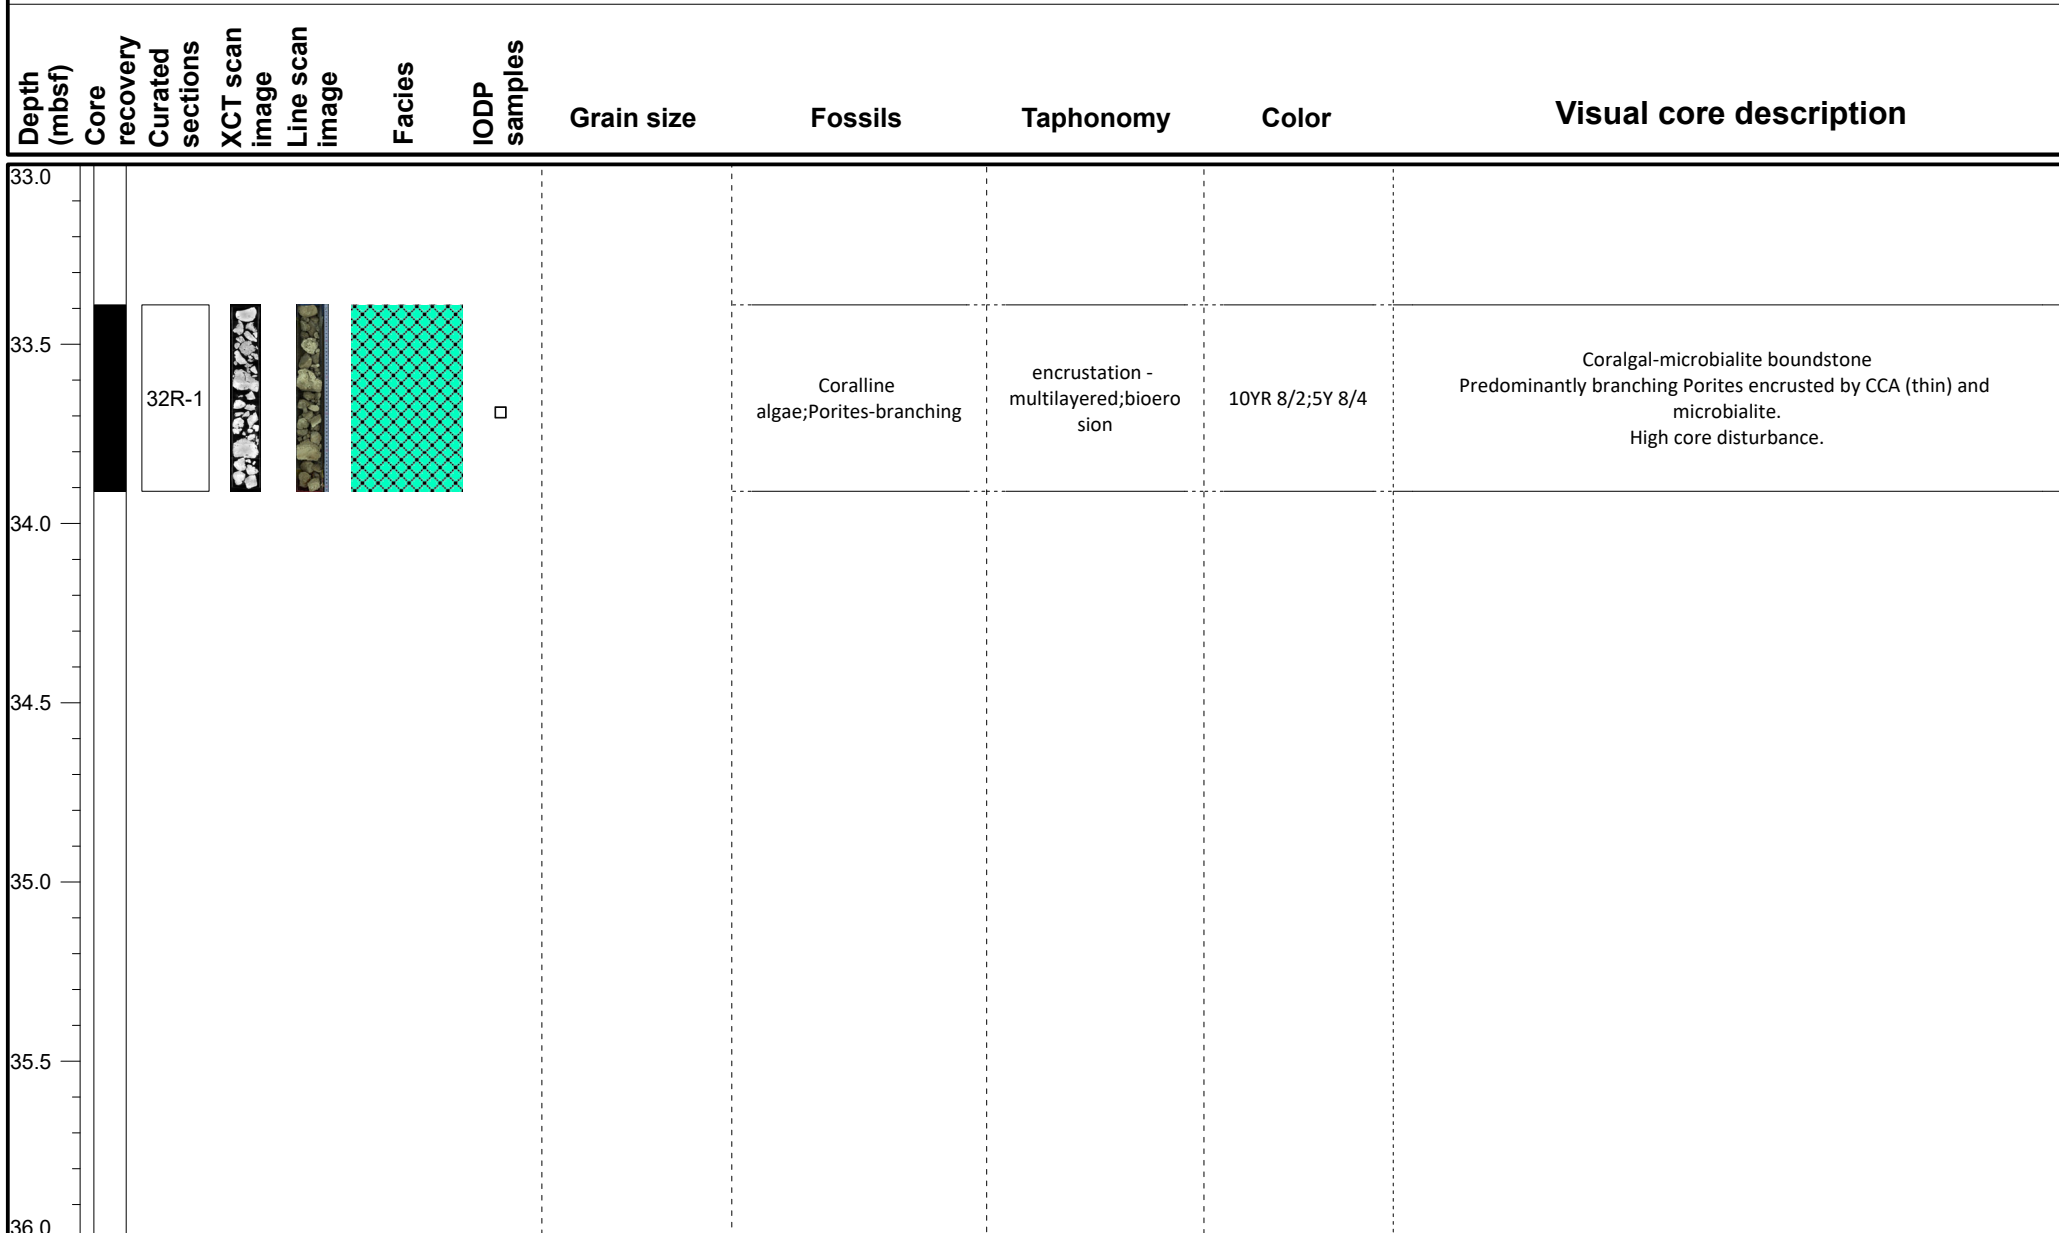 Depth
(mbsf)
Core
recovery
Curated
sections
XCT scan
image
Line scan
image
Facies
IODP
samples
Grain size
Fossils
Taphonomy
Color
Visual core description
33.0
33.5
34.0
34.5
35.0
35.5
36.0
32R-1
Coralline
algae;Porites-branching
encrustation -
multilayered;bioero
sion
10YR 8/2;5Y 8/4
Coralgal-microbialite boundstone
Predominantly branching Porites encrusted by CCA (thin) and
microbialite.
High core disturbance.